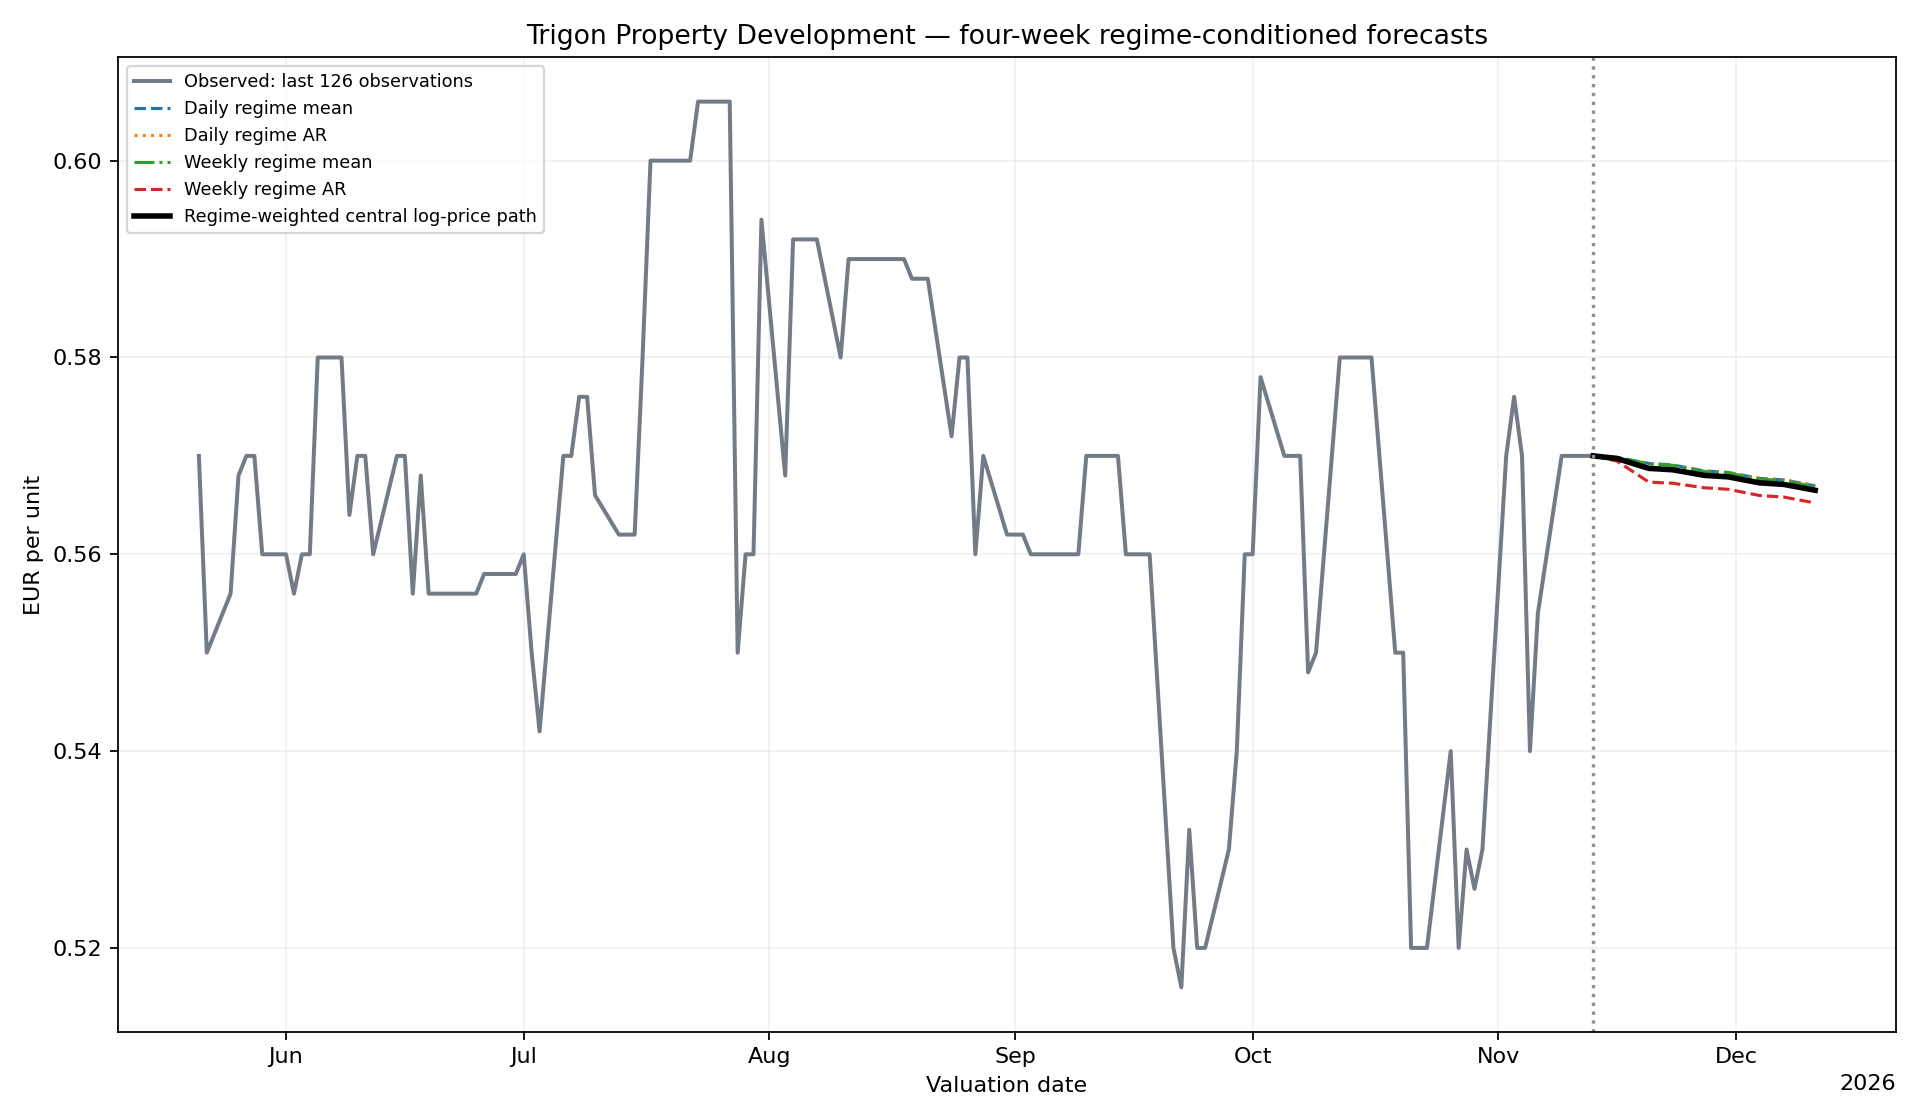 Trigon Property Development — four-week regime-conditioned forecasts
Observed: last 126 observations
Daily regime mean
Daily regime AR
Weekly regime mean
Weekly regime AR
Regime-weighted central log-price path
0.60
0.58
0.56
0.54
0.52
EUR per unit
Jun Jul Aug Sep Oct Nov Dec
Valuation date
2026